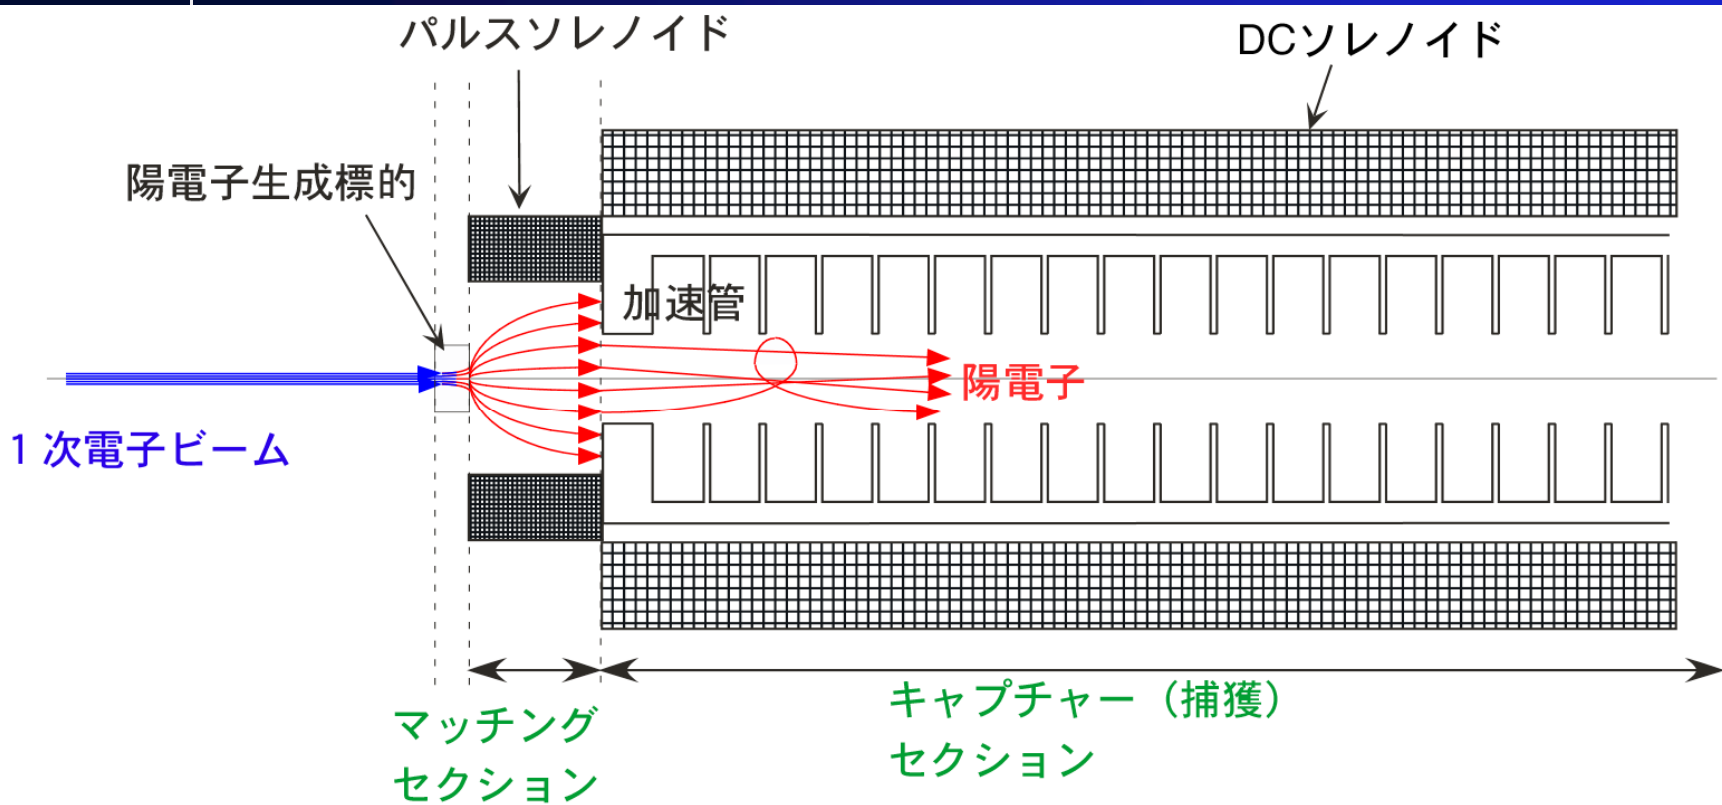 パルスソレノイド
DCソレノイド
陽電子生成標的
加速管
陽電子
1次電子ビーム
マッチング
セクション
キャプチャー（捕獲）
セクション